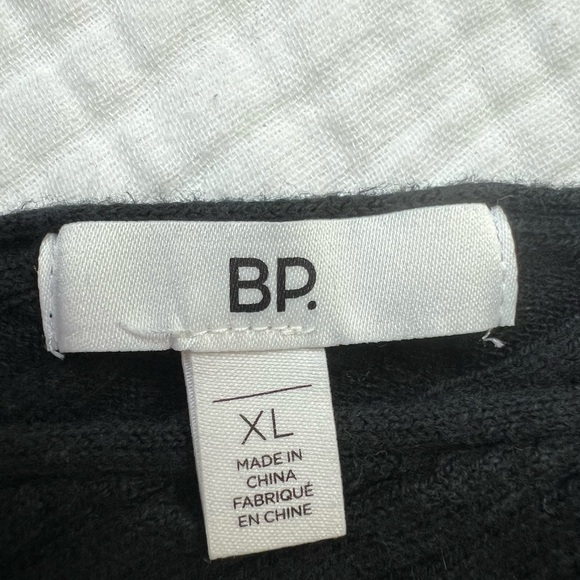 BP.
XL
MADE IN
CHINA
FABRIQUÉ
EN CHINE